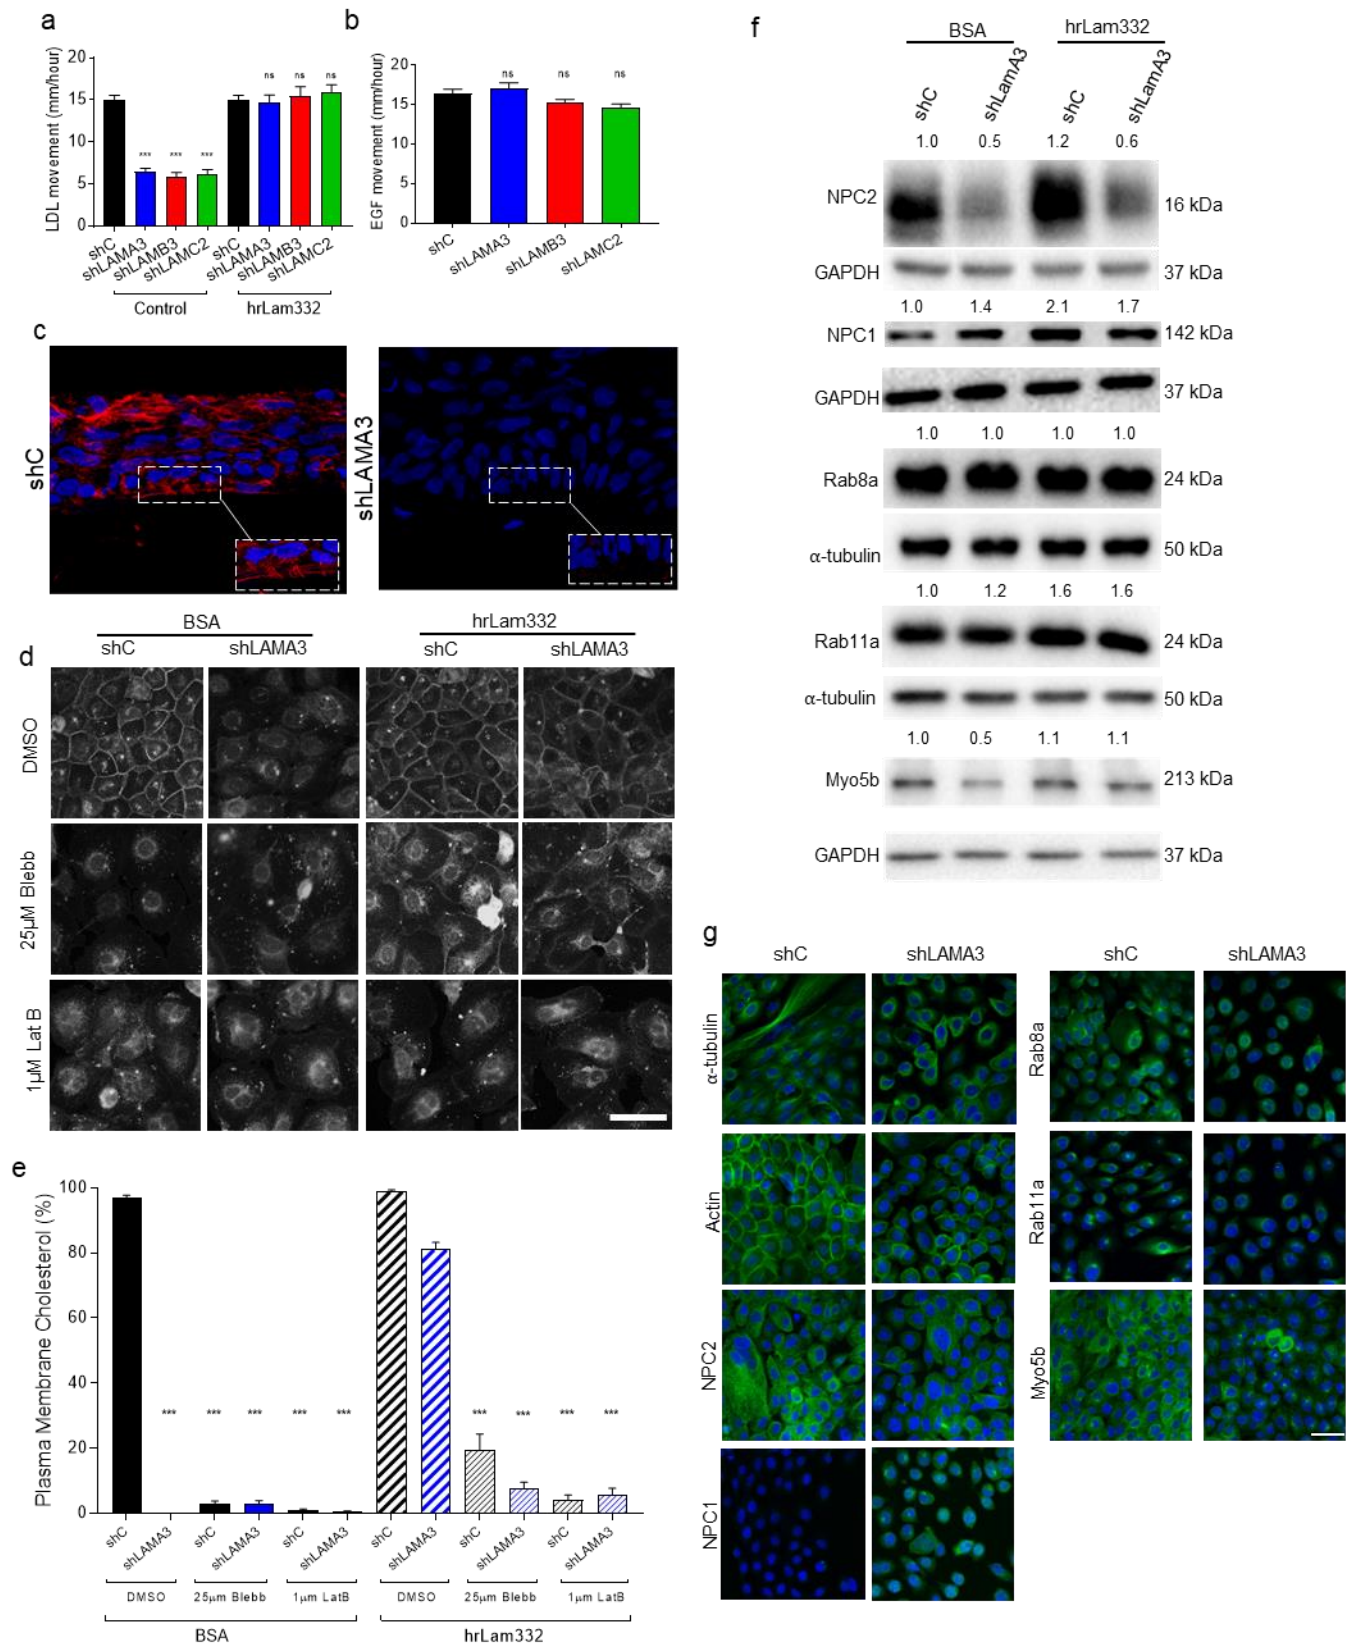 a
LDL movement (mm/hour)
20
15
10
5
0
*** *** ***
ns ns ns
shC shLAMA3 shLAMB3 shLAMC2 shC shLAMA3 shLAMB3 shLAMC2
Control hrLam332
b
EGF movement (mm/hour)
20
15
10
5
0
ns ns ns
shC shLAMA3 shLAMB3 shLAMC2
c
shC
shLAMA3
d
BSA hrLam332
shC shLAMA3 shC shLAMA3
DMSO
25µM Blebb
1µM Lat B
e
Plasma Membrane Cholesterol (%)
100
80
60
40
20
0
*** *** *** *** *** *** *** *** ***
shC shLAMA3 shC shLAMA3 shC shLAMA3 shC shLAMA3 shC shLAMA3 shC shLAMA3
DMSO 25µm Blebb 1µm LatB DMSO 25µm Blebb 1µm LatB
BSA hrLam332
f
BSA hrLam332
shC shLamA3 shC shLamA3
1.0 0.5 1.2 0.6
NPC2 16 kDa
GAPDH 37 kDa
1.0 1.4 2.1 1.7
NPC1 142 kDa
GAPDH 37 kDa
1.0 1.0 1.0 1.0
Rab8a 24 kDa
α-tubulin 50 kDa
1.0 1.2 1.6 1.6
Rab11a 24 kDa
α-tubulin 50 kDa
1.0 0.5 1.1 1.1
Myo5b 213 kDa
GAPDH 37 kDa
g
shC shLAMA3 shC shLAMA3
α-tubulin Rab8a
Actin Rab11a
NPC2 Myo5b
NPC1